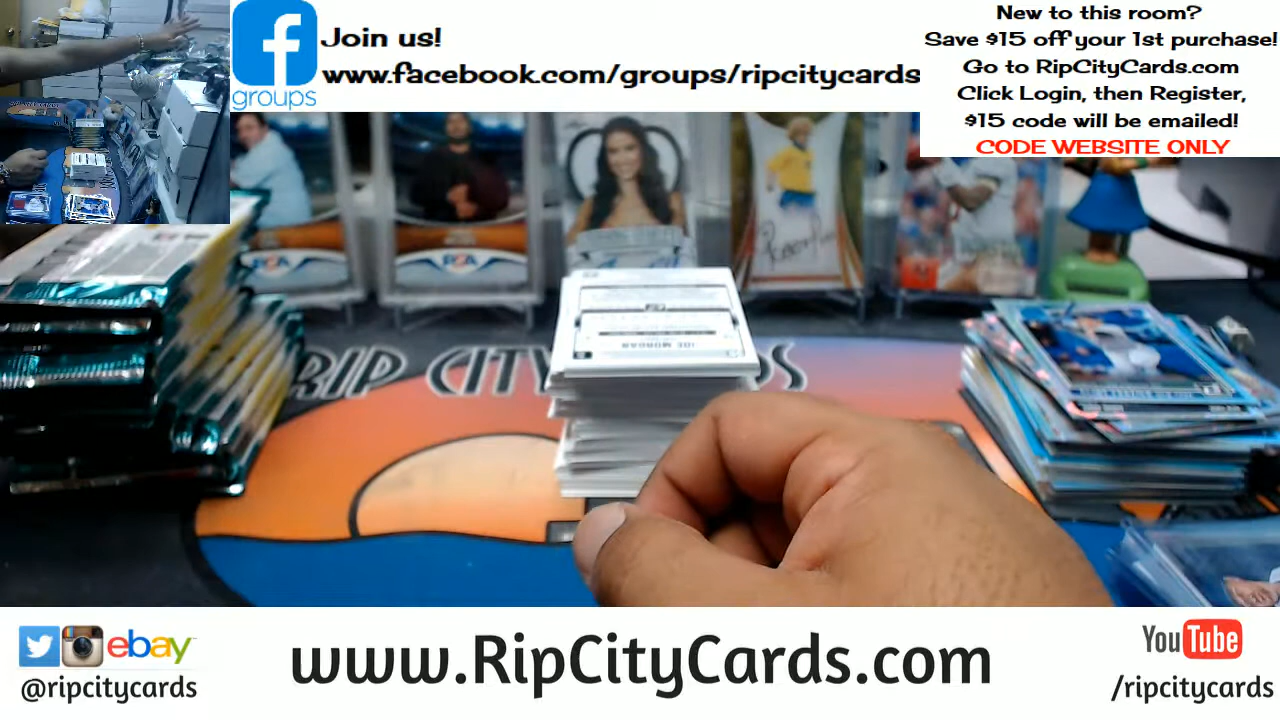 f
groups
Join us!
www.facebook.com/groups/ripcitycards
New to this room?
Save $15 off your 1st purchase!
Go to RipCityCards.com
Click Login, then Register,
$15 code will be emailed!
CODE WEBSITE ONLY
RIP CITY CARDS
JOE MORGAN
ebay
@ripcitycards
www.RipCityCards.com
YouTube
/ripcitycards